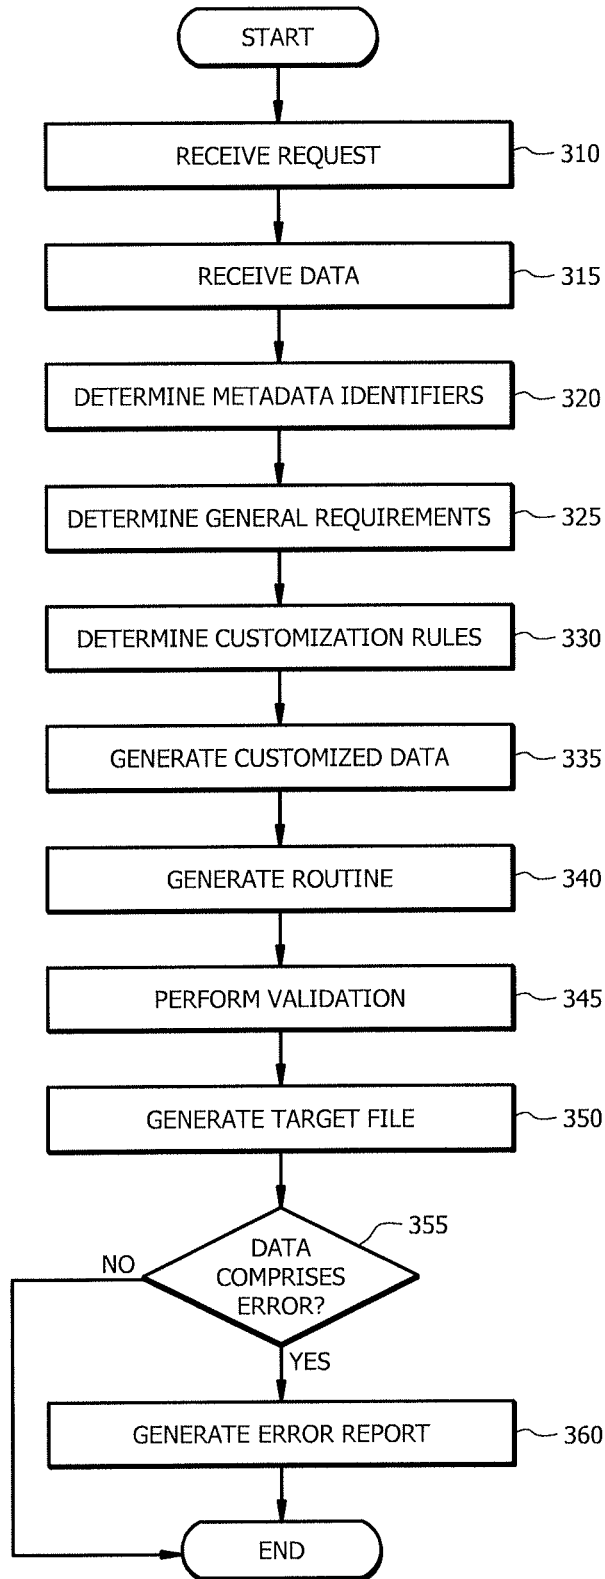 START
RECEIVE REQUEST 310
RECEIVE DATA 315
DETERMINE METADATA IDENTIFIERS 320
DETERMINE GENERAL REQUIREMENTS 325
DETERMINE CUSTOMIZATION RULES 330
GENERATE CUSTOMIZED DATA 335
GENERATE ROUTINE 340
PERFORM VALIDATION 345
GENERATE TARGET FILE 350
355
NO
DATA
COMPRISES
ERROR?
YES
GENERATE ERROR REPORT 360
END